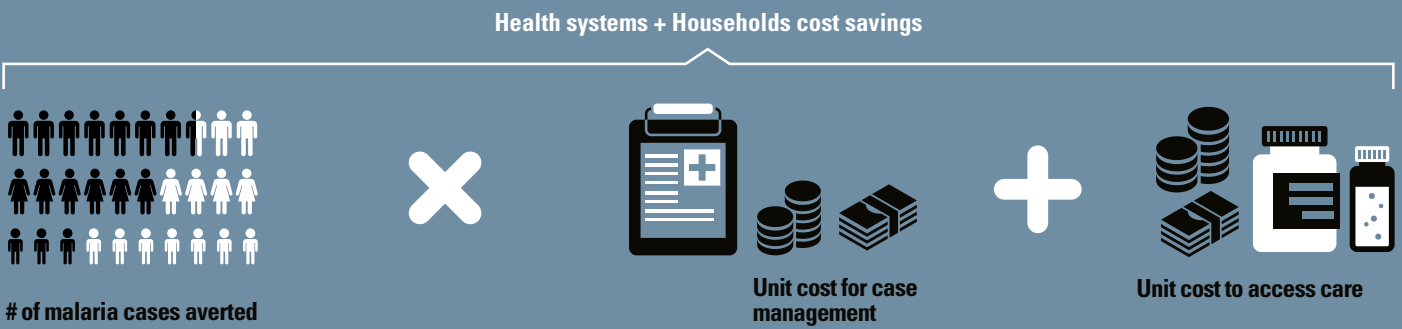 Health systems + Households cost savings
# of malaria cases averted
Unit cost for case
management
Unit cost to access care